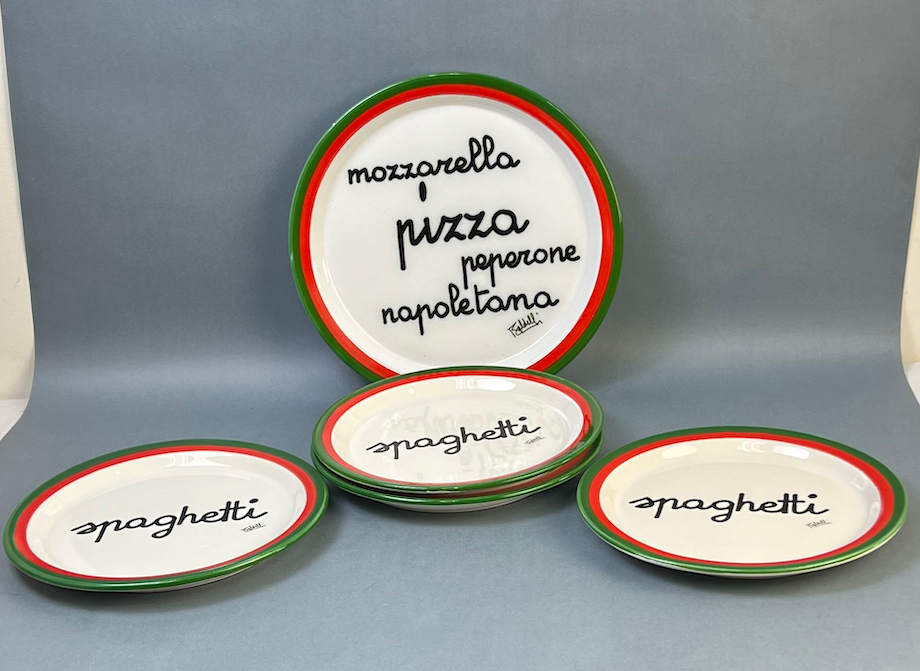 mozzarella
pizza
peperone
napoletana
spaghetti
spaghetti
spaghetti